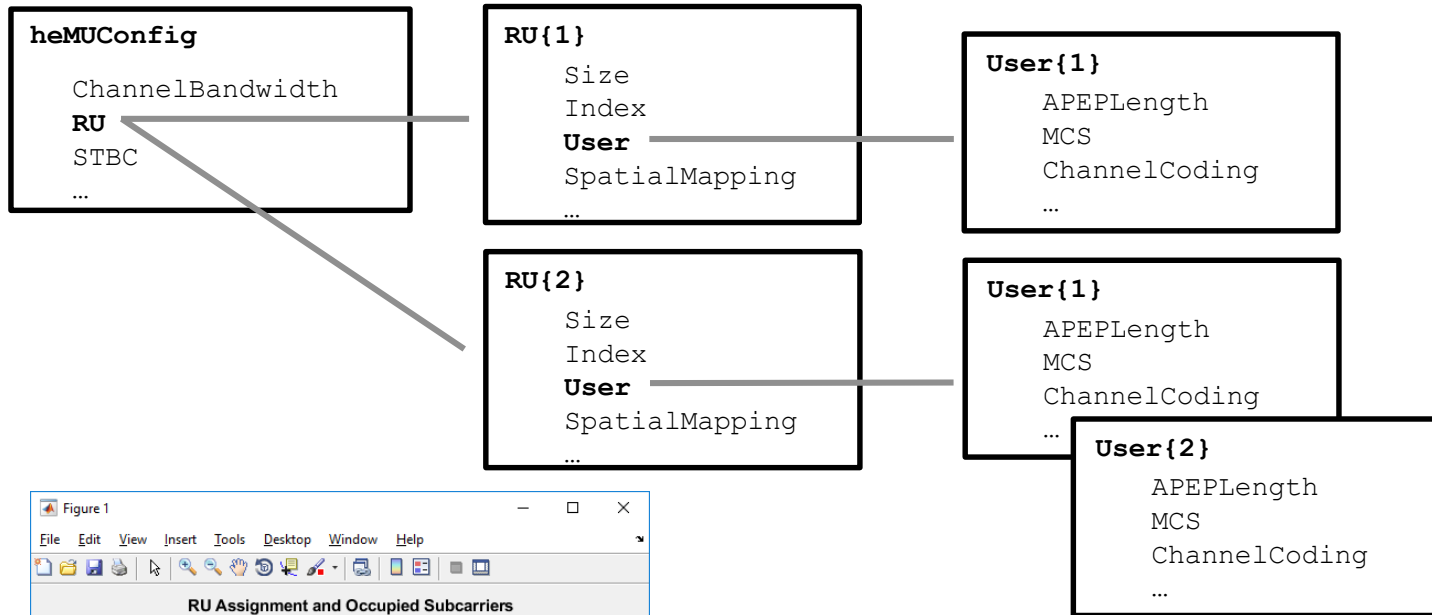 heMUConfig
ChannelBandwidth
RU
STBC
…
RU{1}
Size
Index
User
SpatialMapping
…
User{1}
APEPLength
MCS
ChannelCoding
…
RU{2}
Size
Index
User
SpatialMapping
…
User{1}
APEPLength
MCS
ChannelCoding
…
User{2}
APEPLength
MCS
ChannelCoding
…
Figure 1
File Edit View Insert Tools Desktop Window Help
RU Assignment and Occupied Subcarriers